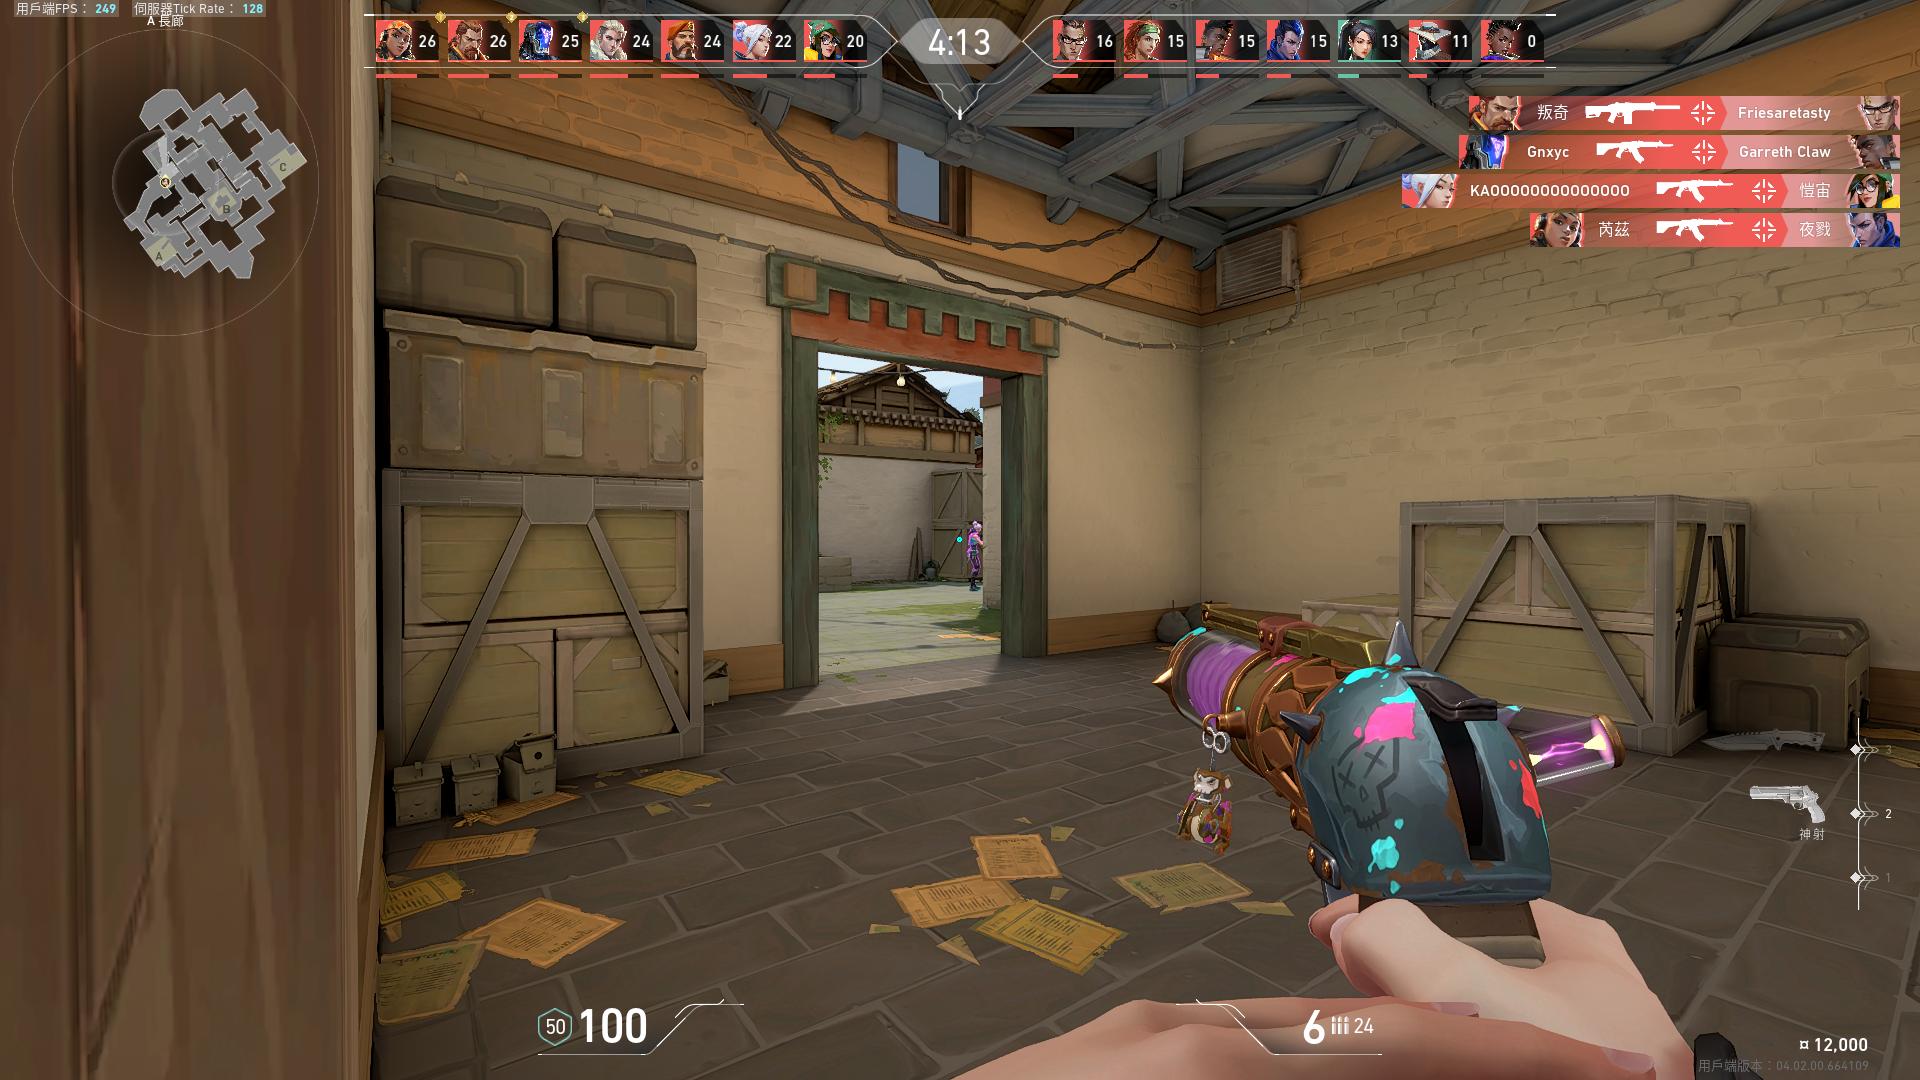 用戶端FPS： 249 伺服器Tick Rate： 128
A 長廊
26 26 25 24 24 22 20 4:13 16 15 15 15 13 11 0
叛奇 Friesaretasty
Gnxyc Garreth Claw
KAOOOOOOOOOOOOOO 愷宙
芮茲 夜戮
C
B
A
3
2
神射
1
50 100
6 24
¤ 12,000
用戶端版本：04.02.00.664109